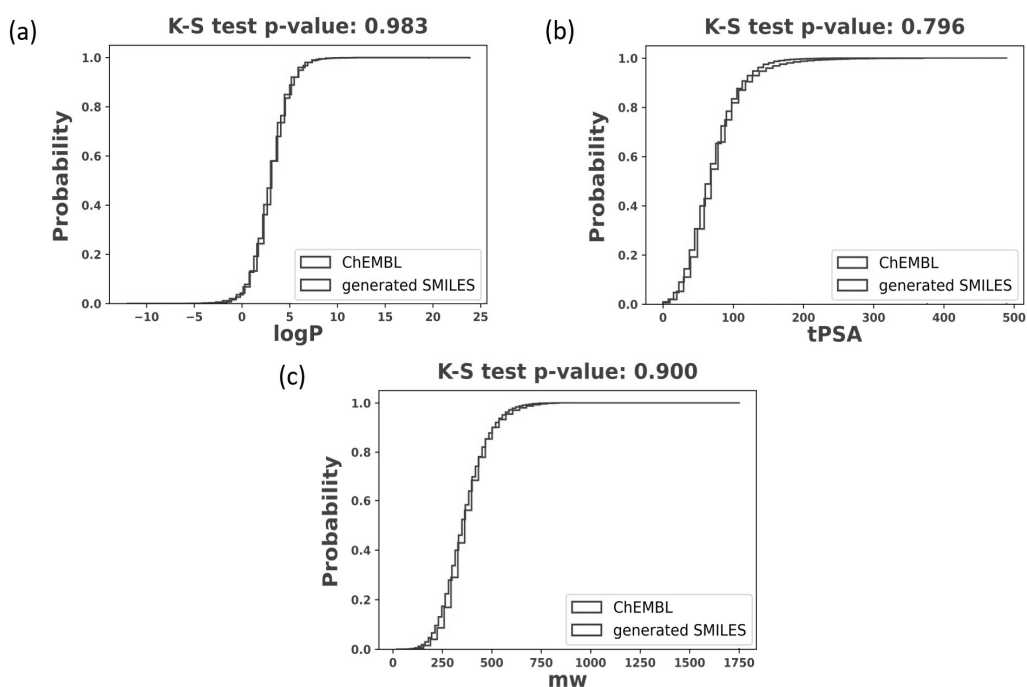 (a)
K-S test p-value: 0.983
Probability
1.0
0.8
0.6
0.4
0.2
0.0
ChEMBL
generated SMILES
−10
−5
0
5
10
15
20
25
logP
(b)
K-S test p-value: 0.796
Probability
1.0
0.8
0.6
0.4
0.2
0.0
ChEMBL
generated SMILES
0
100
200
300
400
500
tPSA
(c)
K-S test p-value: 0.900
Probability
1.0
0.8
0.6
0.4
0.2
0.0
ChEMBL
generated SMILES
0
250
500
750
1000
1250
1500
1750
mw